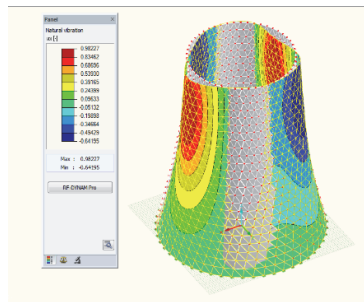 Panel
Natural vibration
0.98227
0.83462
0.68696
0.53930
0.39165
0.24399
0.09633
-0.05132
-0.19898
-0.34664
-0.49429
-0.64195
Max : 0.98227
Min : -0.64195
RF-DYNAM Pro